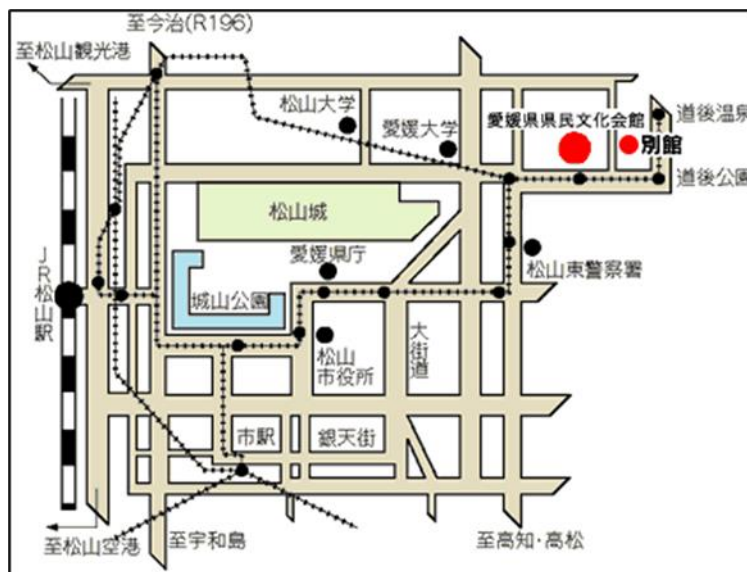 至今治(R196)
至松山観光港
松山大学
愛媛大学
愛媛県県民文化会館
別館
道後温泉
道後公園
松山城
愛媛県庁
松山東警察署
城山公園
JR松山駅
松山
市役所
大街道
市駅
銀天街
至松山空港
至宇和島
至高知・高松